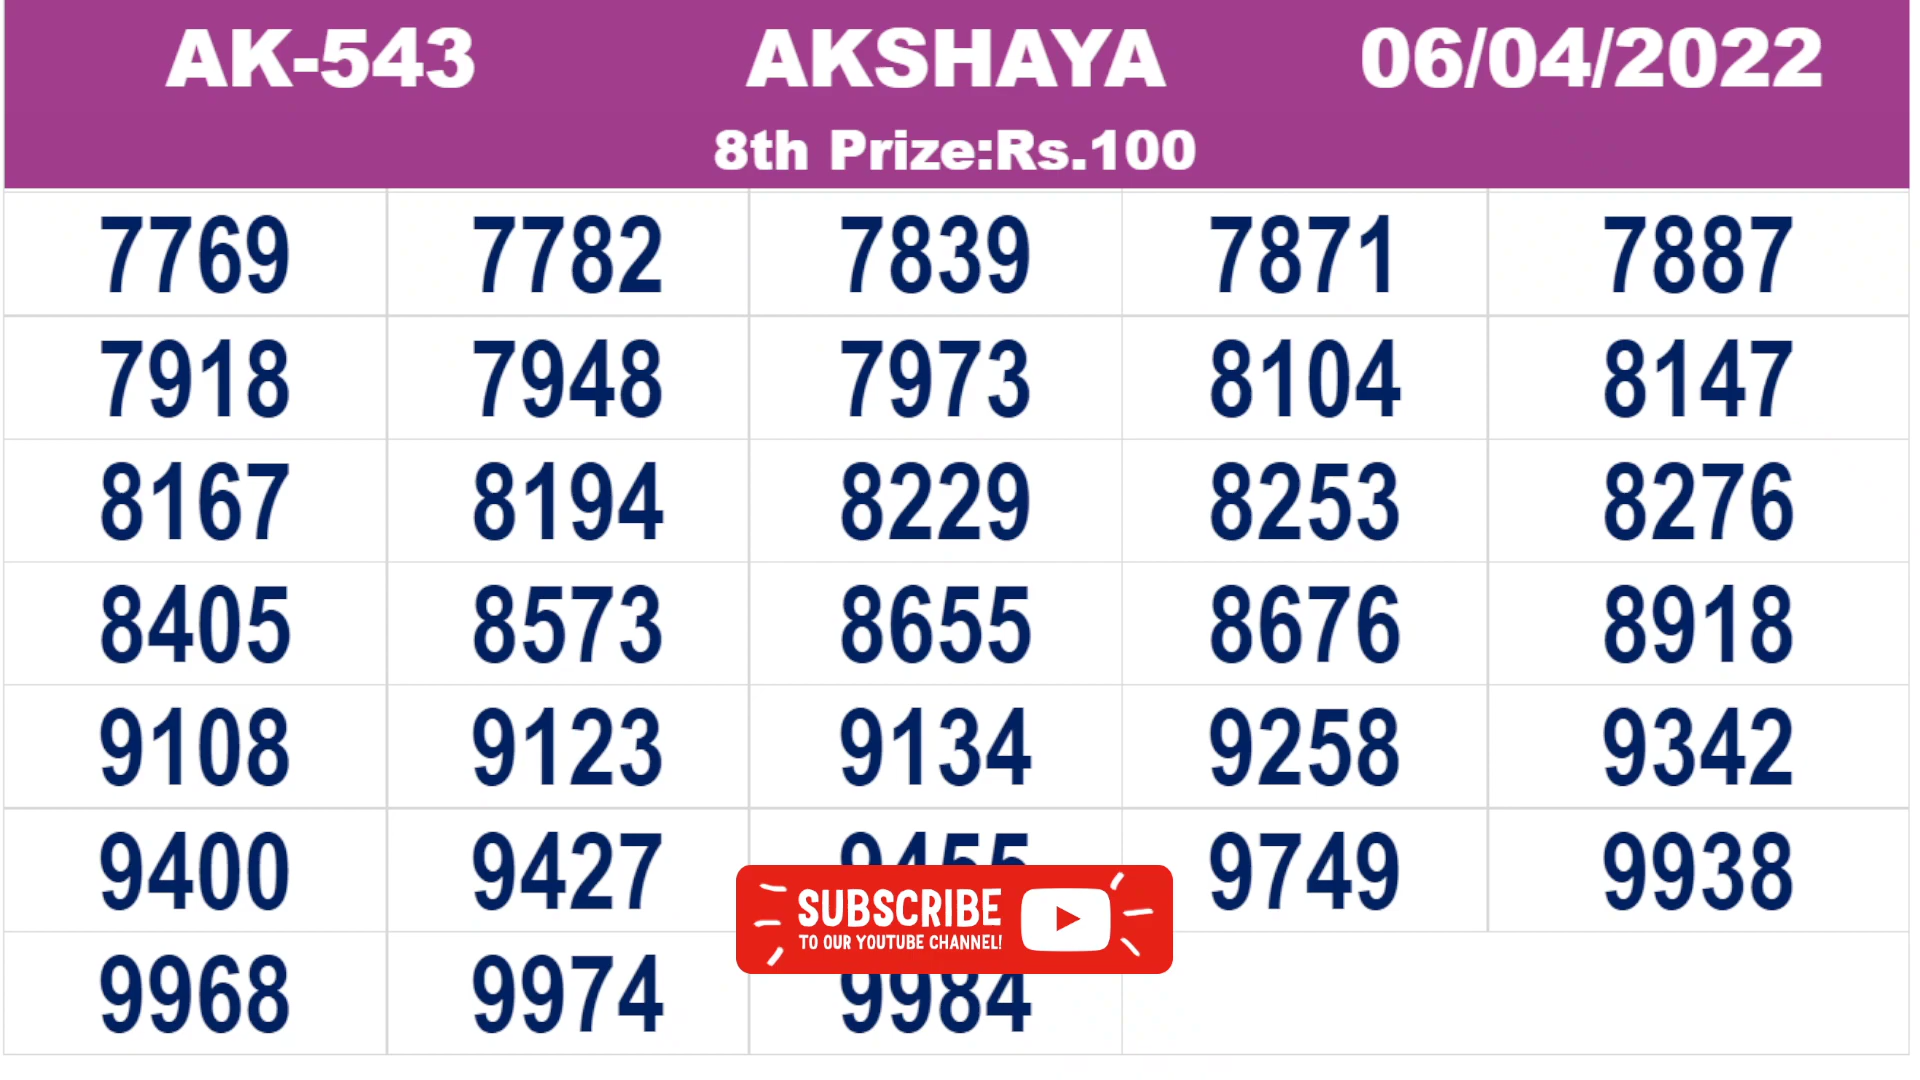 AK-543 AKSHAYA 06/04/2022
8th Prize:Rs.100
7769 7782 7839 7871 7887
7918 7948 7973 8104 8147
8167 8194 8229 8253 8276
8405 8573 8655 8676 8918
9108 9123 9134 9258 9342
9400 9427 9749 9938
SUBSCRIBE
TO OUR YOUTUBE CHANNEL!
9968 9974 9984